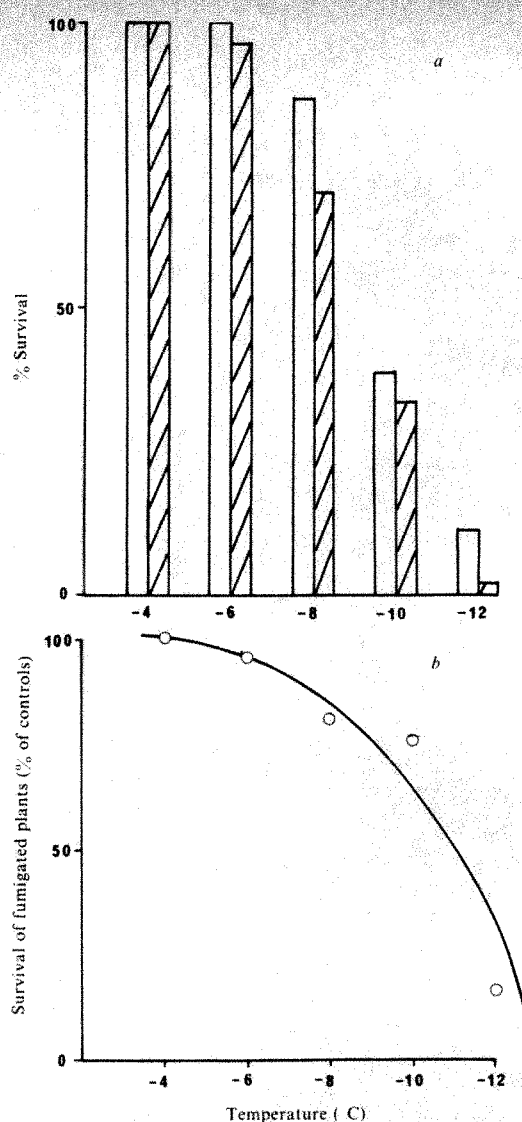 100
a
50
% Survival
0
-4 -6 -8 -10 -12
100
b
50
Survival of fumigated plants (% of controls)
0
-4 -6 -8 -10 -12
Temperature ( C)